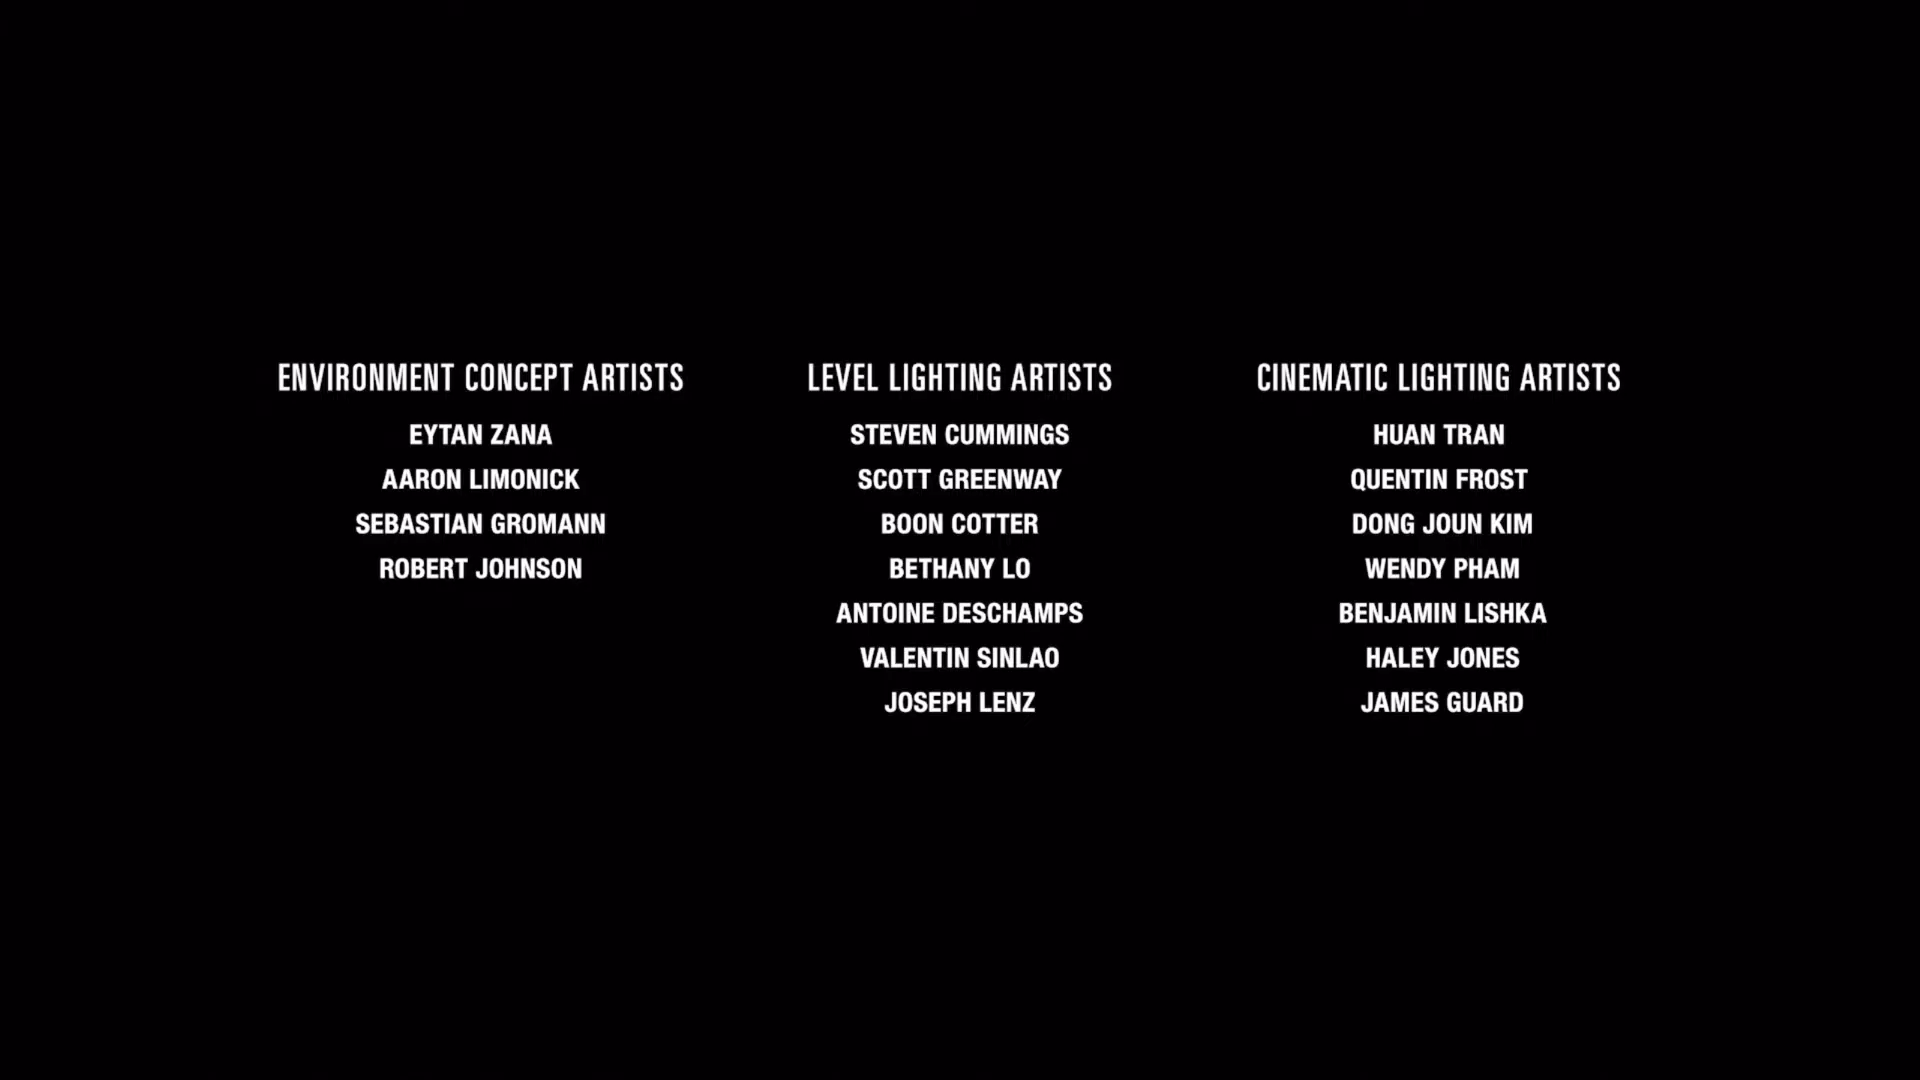 ENVIRONMENT CONCEPT ARTISTS
EYTAN ZANA
AARON LIMONICK
SEBASTIAN GROMANN
ROBERT JOHNSON
LEVEL LIGHTING ARTISTS
STEVEN CUMMINGS
SCOTT GREENWAY
BOON COTTER
BETHANY LO
ANTOINE DESCHAMPS
VALENTIN SINLAO
JOSEPH LENZ
CINEMATIC LIGHTING ARTISTS
HUAN TRAN
QUENTIN FROST
DONG JOUN KIM
WENDY PHAM
BENJAMIN LISHKA
HALEY JONES
JAMES GUARD